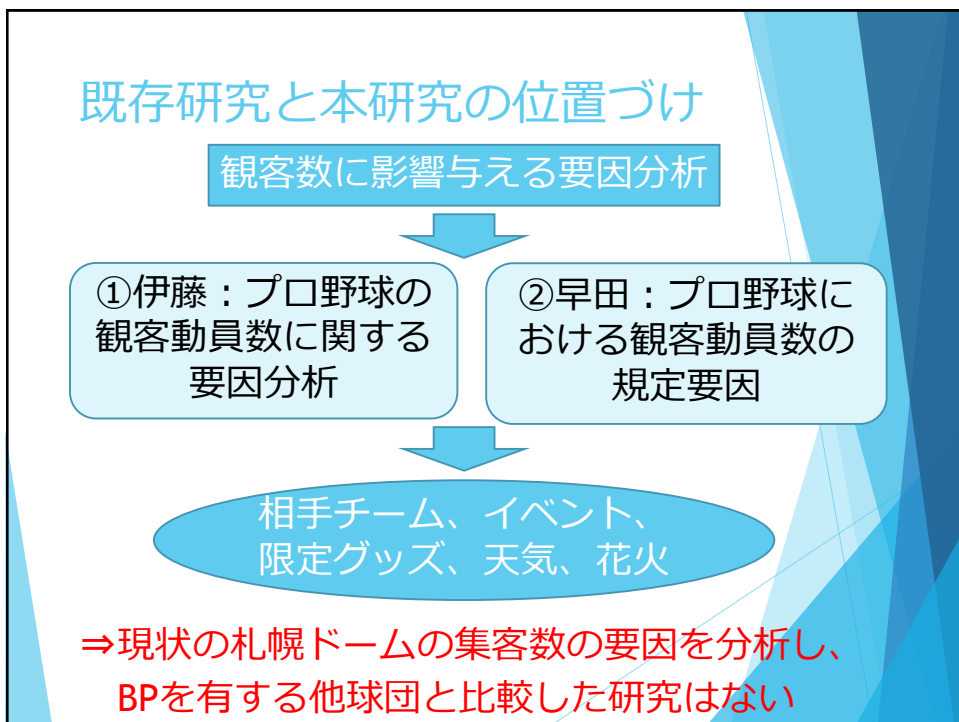 既存研究と本研究の位置づけ
観客数に影響与える要因分析
①伊藤：プロ野球の
観客動員数に関する
要因分析
②早田：プロ野球に
おける観客動員数の
規定要因
相手チーム、イベント、
限定グッズ、天気、花火
⇒現状の札幌ドームの集客数の要因を分析し、
BPを有する他球団と比較した研究はない